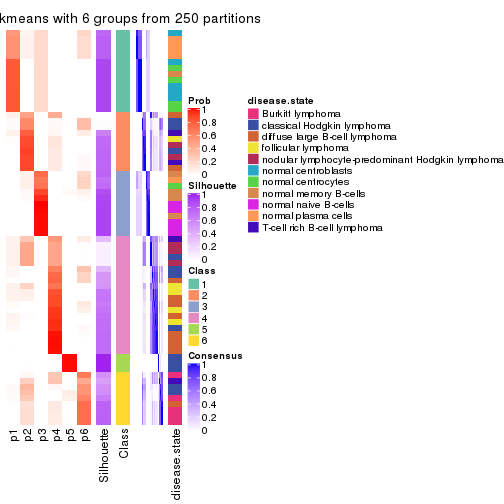 kmeans with 6 groups from 250 partitions
Prob
1
0.8
0.6
0.4
0.2
0
Silhouette
1
0.8
0.6
0.4
0.2
0
Class
1
2
3
4
5
6
Consensus
1
0.8
0.6
0.4
0.2
0
disease.state
Burkitt lymphoma
classical Hodgkin lymphoma
diffuse large B-cell lymphoma
follicular lymphoma
nodular lymphocyte-predominant Hodgkin lymphoma
normal centroblasts
normal centrocytes
normal memory B-cells
normal naive B-cells
normal plasma cells
T-cell rich B-cell lymphoma
p1
p2
p3
p4
p5
p6
Silhouette
Class
disease.state